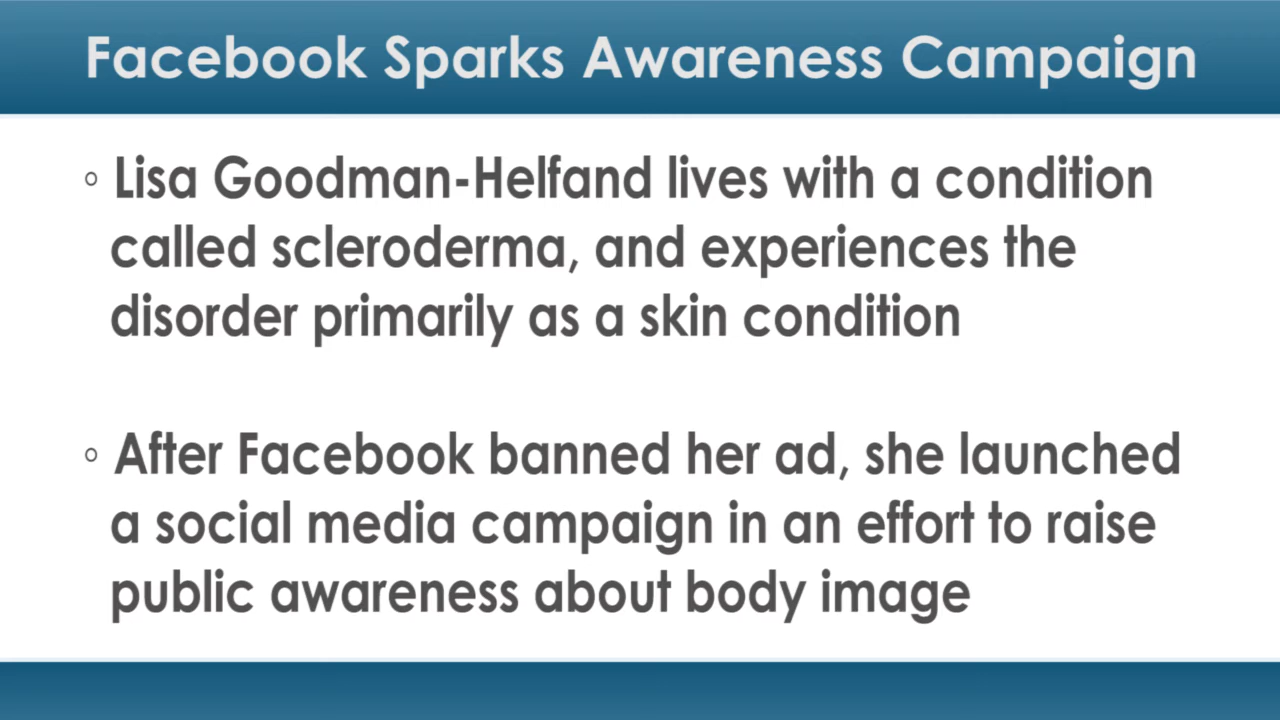 Facebook Sparks Awareness Campaign
◦ Lisa Goodman-Helfand lives with a condition
called scleroderma, and experiences the
disorder primarily as a skin condition
◦ After Facebook banned her ad, she launched
a social media campaign in an effort to raise
public awareness about body image